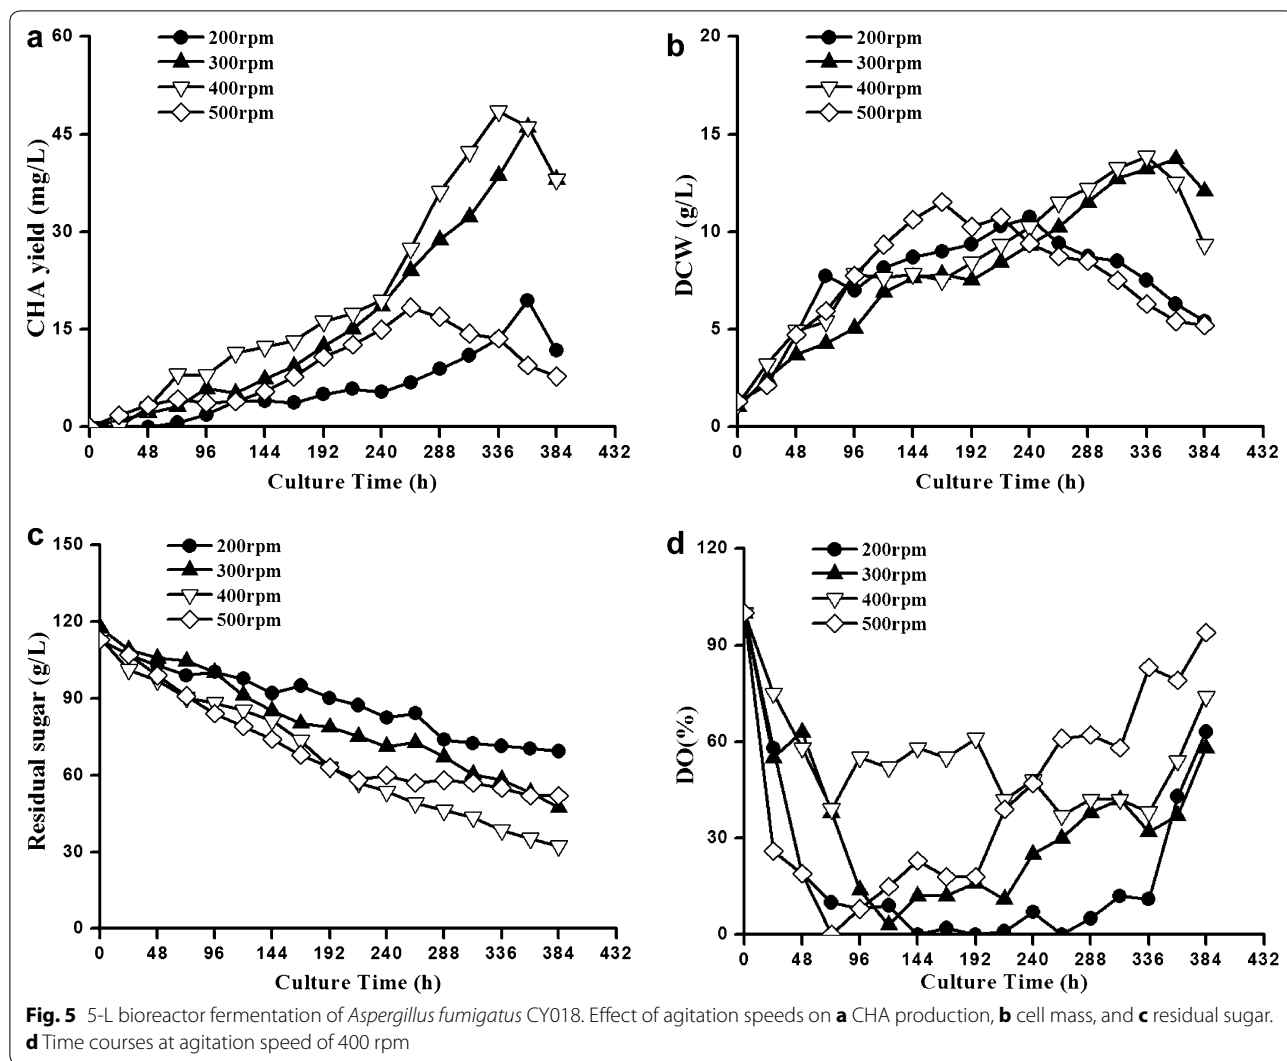 a
60
45
30
15
0
CHA yield (mg/L)
200rpm
300rpm
400rpm
500rpm
0 48 96 144 192 240 288 336 384 432
Culture Time (h)
b
20
15
10
5
0
DCW (g/L)
200rpm
300rpm
400rpm
500rpm
0 48 96 144 192 240 288 336 384 432
Culture Time (h)
c
150
120
90
60
30
0
Residual sugar (g/L)
200rpm
300rpm
400rpm
500rpm
0 48 96 144 192 240 288 336 384 432
Culture Time (h)
d
120
90
60
30
0
DO(%)
200rpm
300rpm
400rpm
500rpm
0 48 96 144 192 240 288 336 384 432
Culture Time (h)
Fig. 5 5-L bioreactor fermentation of Aspergillus fumigatus CY018. Effect of agitation speeds on a CHA production, b cell mass, and c residual sugar.
d Time courses at agitation speed of 400 rpm